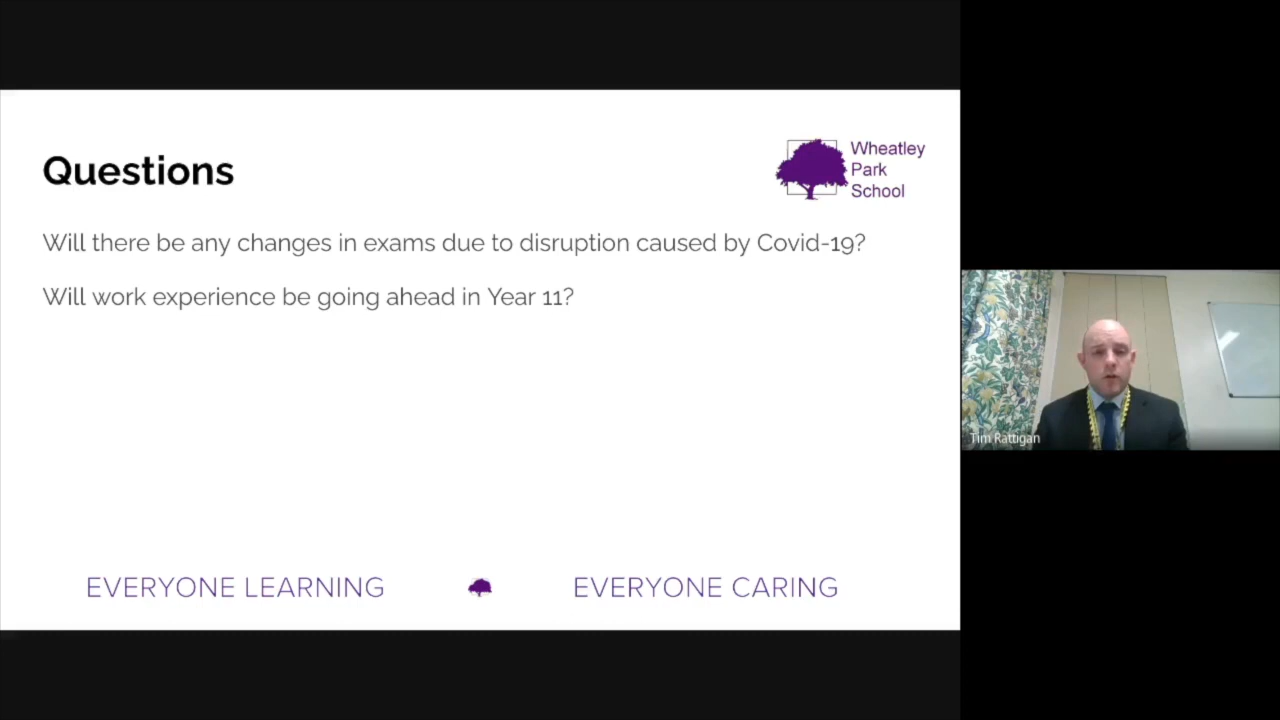 Questions
Wheatley
Park
School
Will there be any changes in exams due to disruption caused by Covid-19?
Will work experience be going ahead in Year 11?
Tim Rattigan
EVERYONE LEARNING EVERYONE CARING